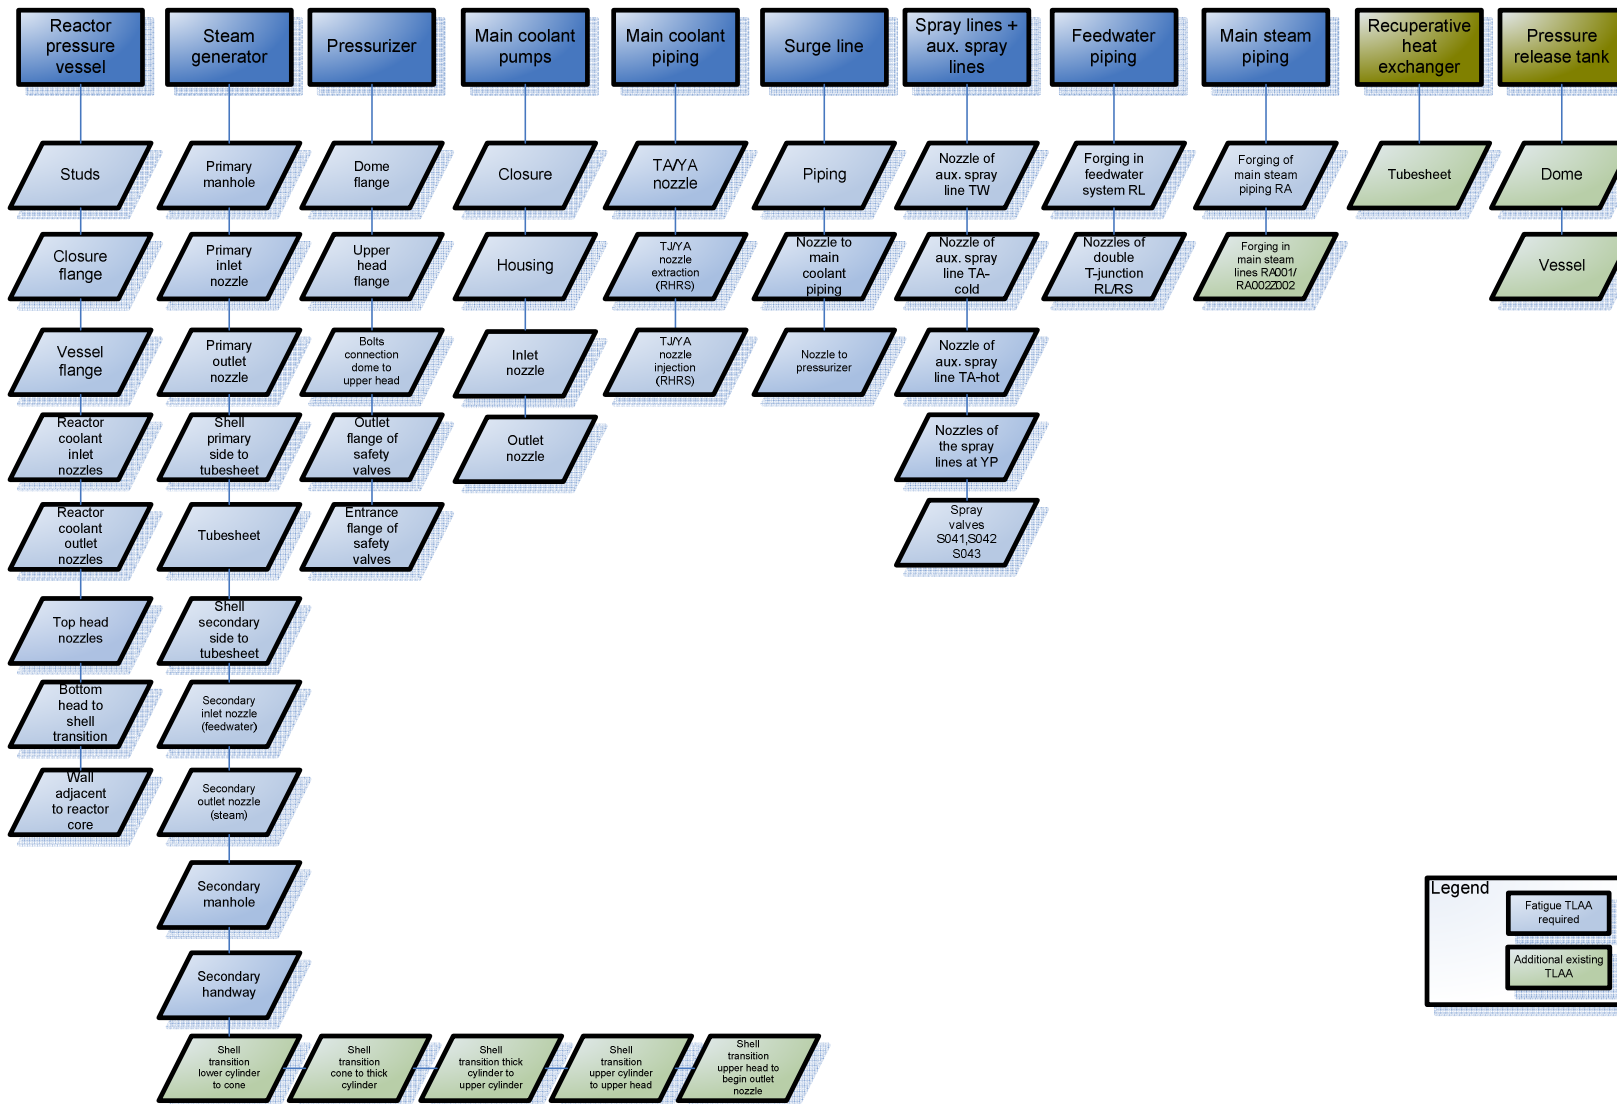 Reactor
pressure
vessel
Steam
generator
Pressurizer
Main coolant
pumps
Main coolant
piping
Surge line
Spray lines +
aux. spray
lines
Feedwater
piping
Main steam
piping
Recuperative
heat
exchanger
Pressure
release tank
Studs
Primary
manhole
Dome
flange
Closure
TA/YA
nozzle
Piping
Nozzle of
aux. spray
line TW
Forging in
feedwater
system RL
Forging of
main steam
piping RA
Tubesheet
Dome
Closure
flange
Primary
inlet
nozzle
Upper
head
flange
Housing
TJ/YA
nozzle
extraction
(RHRS)
Nozzle to
main
coolant
piping
Nozzle of
aux. spray
line TA-
cold
Nozzles of
double
T-junction
RL/RS
Forging in
main steam
lines RA001/
RA002Z002
Vessel
Vessel
flange
Primary
outlet
nozzle
Bolts
connection
dome to
upper head
Inlet
nozzle
TJ/YA
nozzle
injection
(RHRS)
Nozzle to
pressurizer
Nozzle of
aux. spray
line TA-hot
Reactor
coolant
inlet
nozzles
Shell
primary
side to
tubesheet
Outlet
flange of
safety
valves
Outlet
nozzle
Nozzles of
the spray
lines at YP
Reactor
coolant
outlet
nozzles
Tubesheet
Entrance
flange of
safety
valves
Spray
valves
S041,S042
S043
Top head
nozzles
Shell
secondary
side to
tubesheet
Bottom
head to
shell
transition
Secondary
inlet nozzle
(feedwater)
Wall
adjacent
to reactor
core
Secondary
outlet nozzle
(steam)
Secondary
manhole
Secondary
handway
Shell
transition
lower cylinder
to cone
Shell
transition
cone to thick
cylinder
Shell
transition thick
cylinder to
upper cylinder
Shell
transition
upper cylinder
to upper head
Shell
transition
upper head to
begin outlet
nozzle
Legend
Fatigue TLAA
required
Additional existing
TLAA